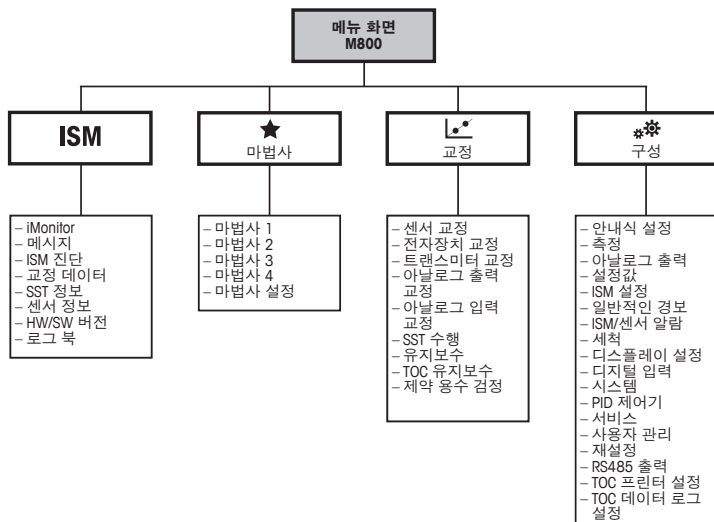 메뉴 화면
M800
ISM
마법사
교정
구성
– iMonitor
– 메시지
– ISM 진단
– 교정 데이터
– SST 정보
– 센서 정보
– HW/SW 버전
– 로그 북
– 마법사 1
– 마법사 2
– 마법사 3
– 마법사 4
– 마법사 설정
– 센서 교정
– 전자장치 교정
– 트랜스미터 교정
– 아날로그 출력
교정
– 아날로그 입력
교정
– SST 수행
– 유지보수
– TOC 유지보수
– 제약 용수 검정
– 안내식 설정
– 측정
– 아날로그 출력
– 설정값
– ISM 설정
– 일반적인 경보
– ISM/센서 알람
– 세척
– 디스플레이 설정
– 디지털 입력
– 시스템
– PID 제어기
– 서비스
– 사용자 관리
– 재설정
– RS485 출력
– TOC 프린터 설정
– TOC 데이터 로그
설정